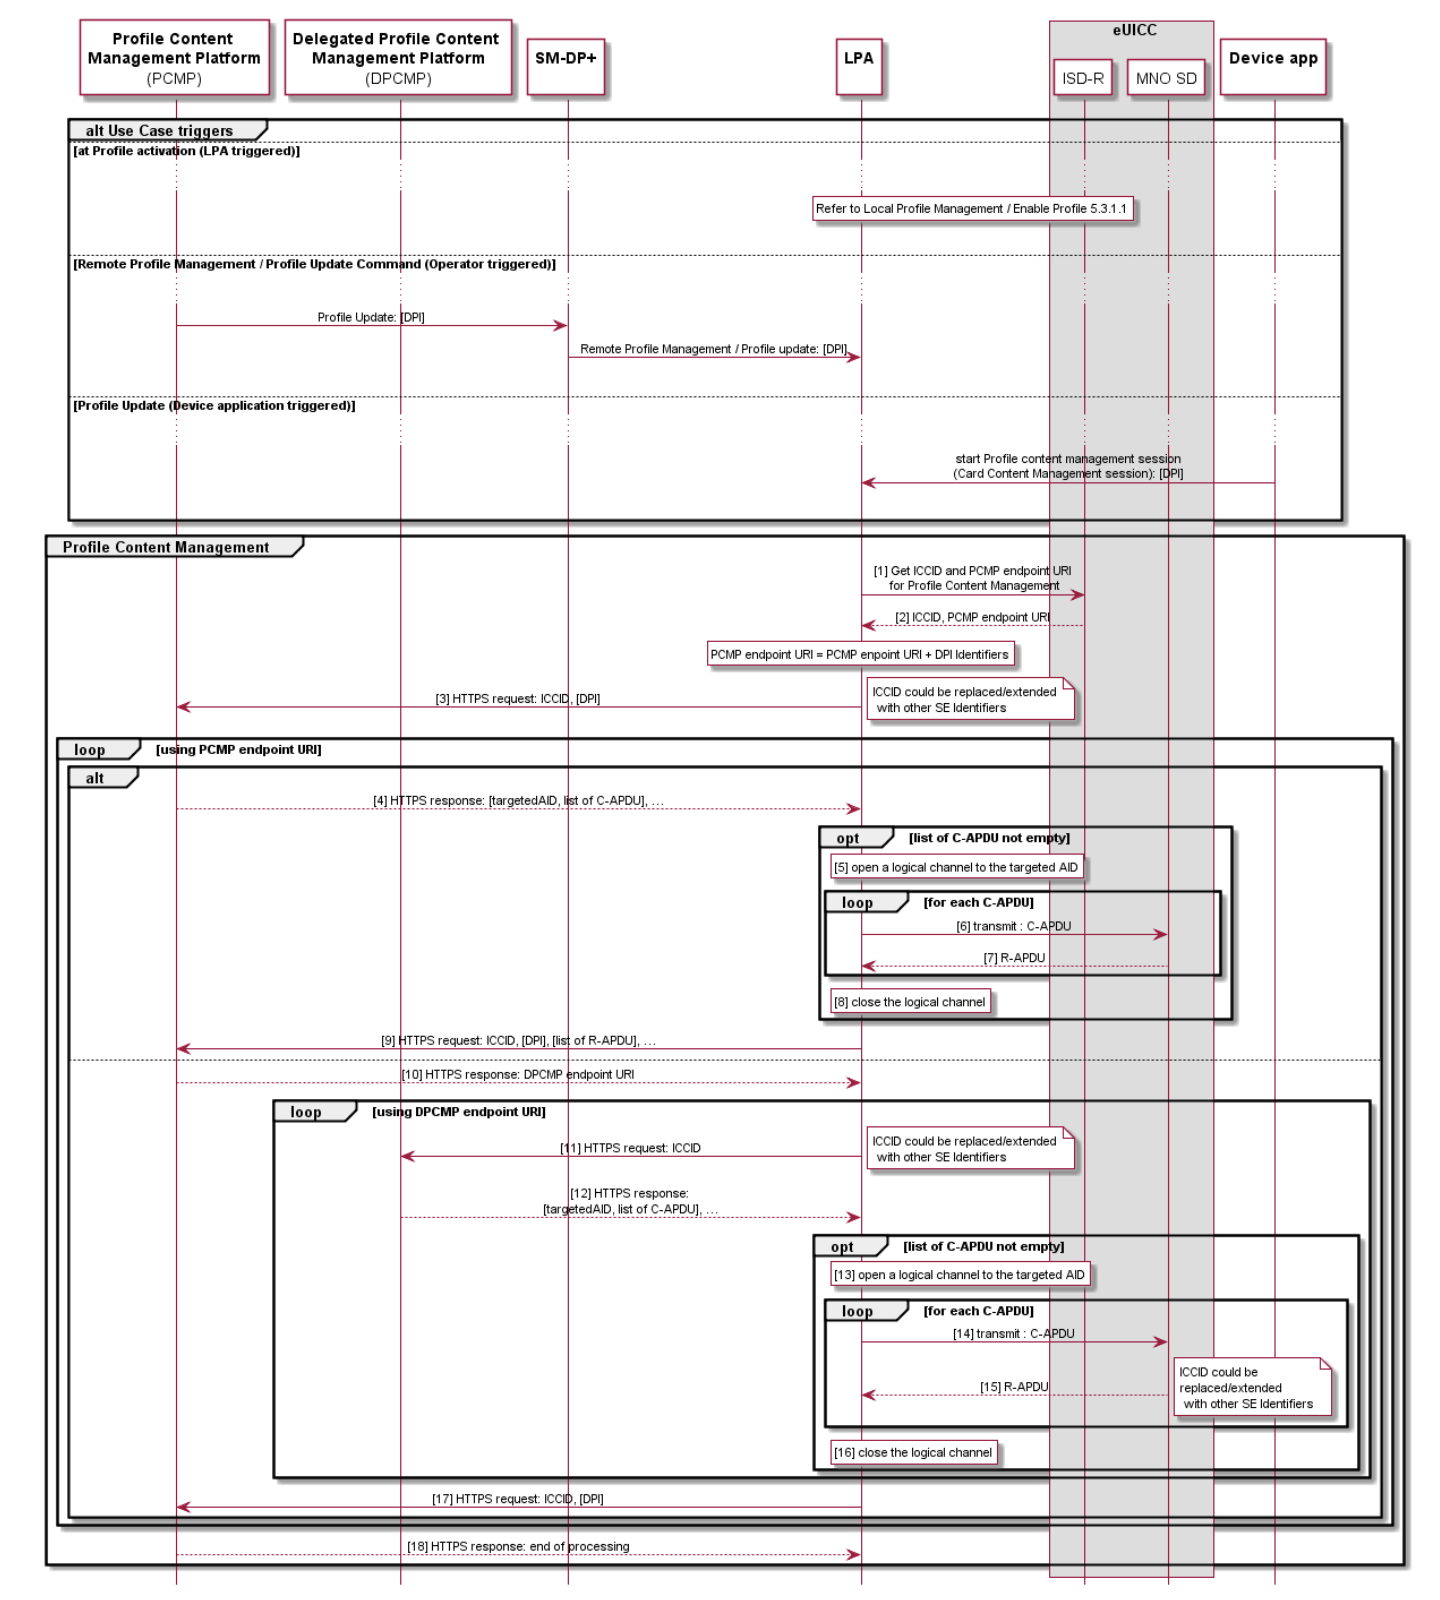 Profile Content
Management Platform
(PCMP)
Delegated Profile Content
Management Platform
(DPCMP)
SM-DP+
LPA
eUICC
ISD-R
MNO SD
Device app
alt Use Case triggers
[at Profile activation (LPA triggered)]
Refer to Local Profile Management / Enable Profile 5.3.1.1
[Remote Profile Management / Profile Update Command (Operator triggered)]
Profile Update: [DPI]
Remote Profile Management / Profile update: [DPI]
[Profile Update (Device application triggered)]
start Profile content management session
(Card Content Management session): [DPI]
Profile Content Management
[1] Get ICCID and PCMP endpoint URI
for Profile Content Management
[2] ICCID, PCMP endpoint URI
PCMP endpoint URI = PCMP enpoint URI + DPI Identifiers
[3] HTTPS request: ICCID, [DPI]
ICCID could be replaced/extended
with other SE Identifiers
loop [using PCMP endpoint URI]
alt
[4] HTTPS response: [targetedAID, list of C-APDU], ...
opt [list of C-APDU not empty]
[5] open a logical channel to the targeted AID
loop [for each C-APDU]
[6] transmit : C-APDU
[7] R-APDU
[8] close the logical channel
[9] HTTPS request: ICCID, [DPI], [list of R-APDU], ...
[10] HTTPS response: DPCMP endpoint URI
loop [using DPCMP endpoint URI]
[11] HTTPS request: ICCID
ICCID could be replaced/extended
with other SE Identifiers
[12] HTTPS response:
[targetedAID, list of C-APDU], ...
opt [list of C-APDU not empty]
[13] open a logical channel to the targeted AID
loop [for each C-APDU]
[14] transmit : C-APDU
[15] R-APDU
ICCID could be
replaced/extended
with other SE Identifiers
[16] close the logical channel
[17] HTTPS request: ICCID, [DPI]
[18] HTTPS response: end of processing